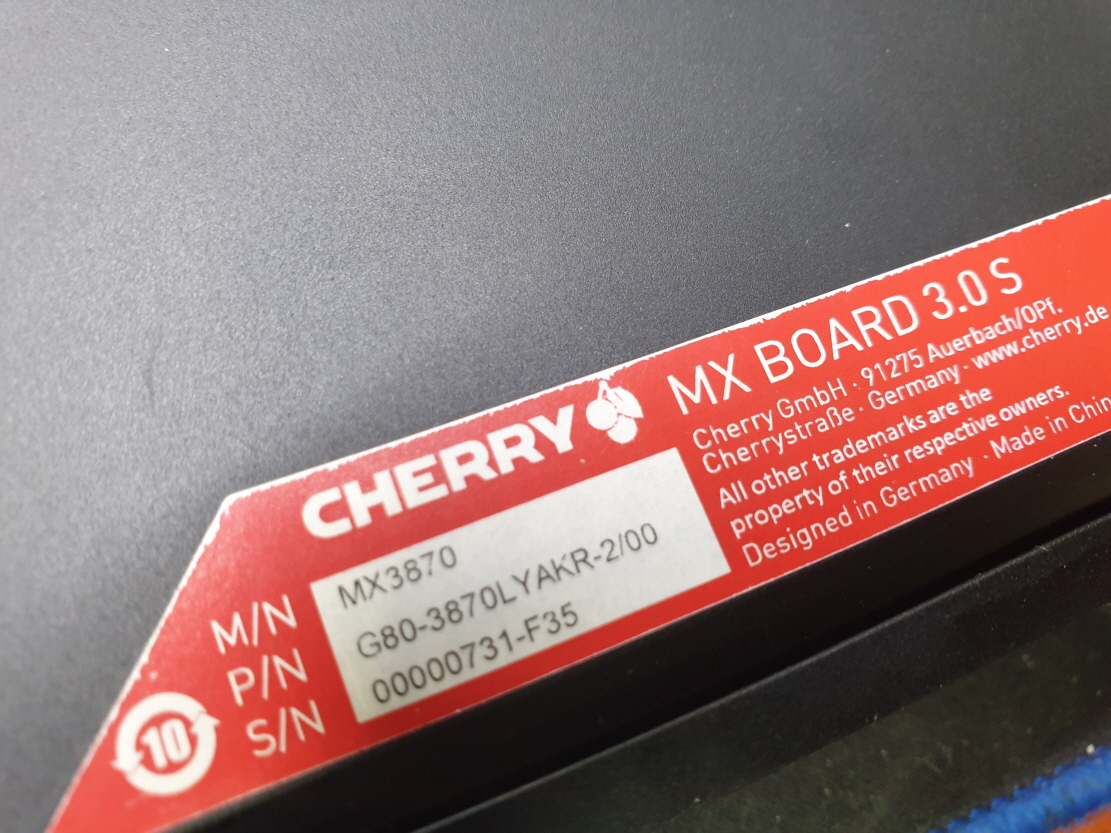 CHERRY
MX BOARD 3.0 S
Cherry GmbH · 91275 Auerbach/OPf.
Cherrystraße · Germany · www.cherry.de
All other trademarks are the
property of their respective owners.
Designed in Germany · Made in Chin
M/N MX3870
P/N G80-3870LYAKR-2/00
S/N 00000731-F35
10